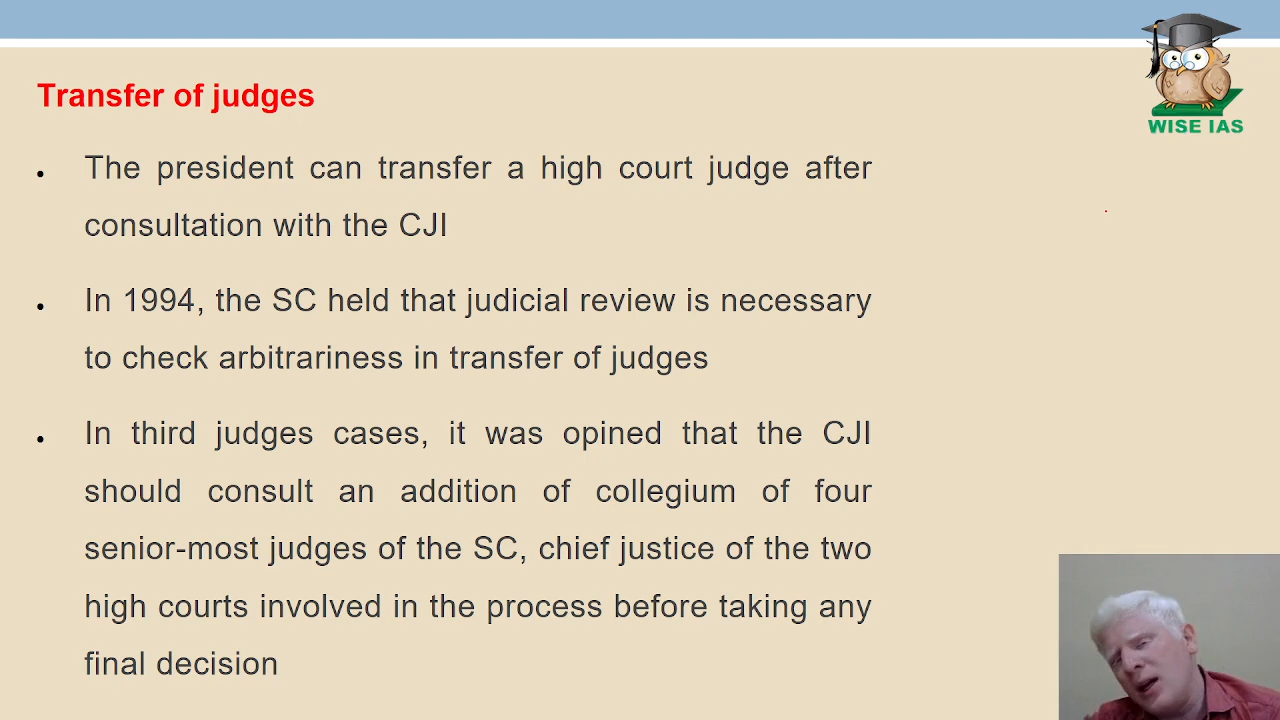 WISE IAS
Transfer of judges
The president can transfer a high court judge after
consultation with the CJI
In 1994, the SC held that judicial review is necessary
to check arbitrariness in transfer of judges
In third judges cases, it was opined that the CJI
should consult an addition of collegium of four
senior-most judges of the SC, chief justice of the two
high courts involved in the process before taking any
final decision